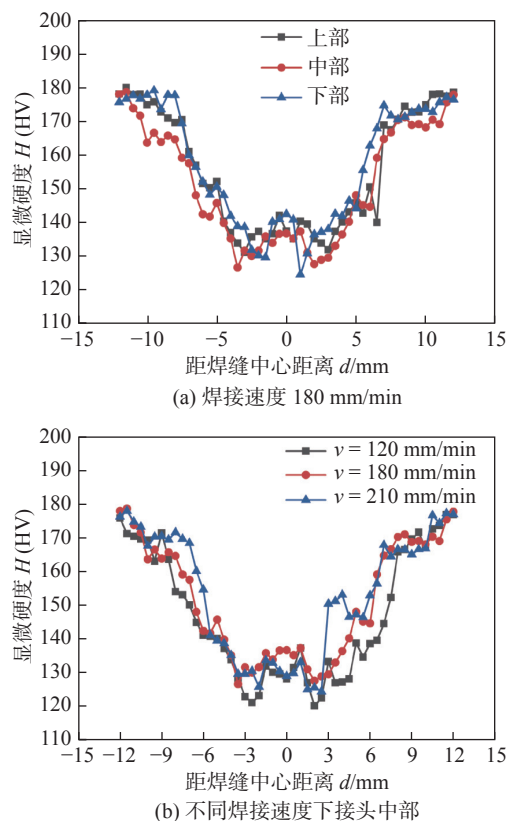 200
190
180
170
160
150
140
130
120
110
显微硬度 H (HV)
上部
中部
下部
−15 −10 −5 0 5 10 15
距焊缝中心距离 d/mm
(a) 焊接速度 180 mm/min
200
190
180
170
160
150
140
130
120
110
显微硬度 H (HV)
v = 120 mm/min
v = 180 mm/min
v = 210 mm/min
−15 −12 −9 −6 −3 0 3 6 9 12 15
距焊缝中心距离 d/mm
(b) 不同焊接速度下接头中部